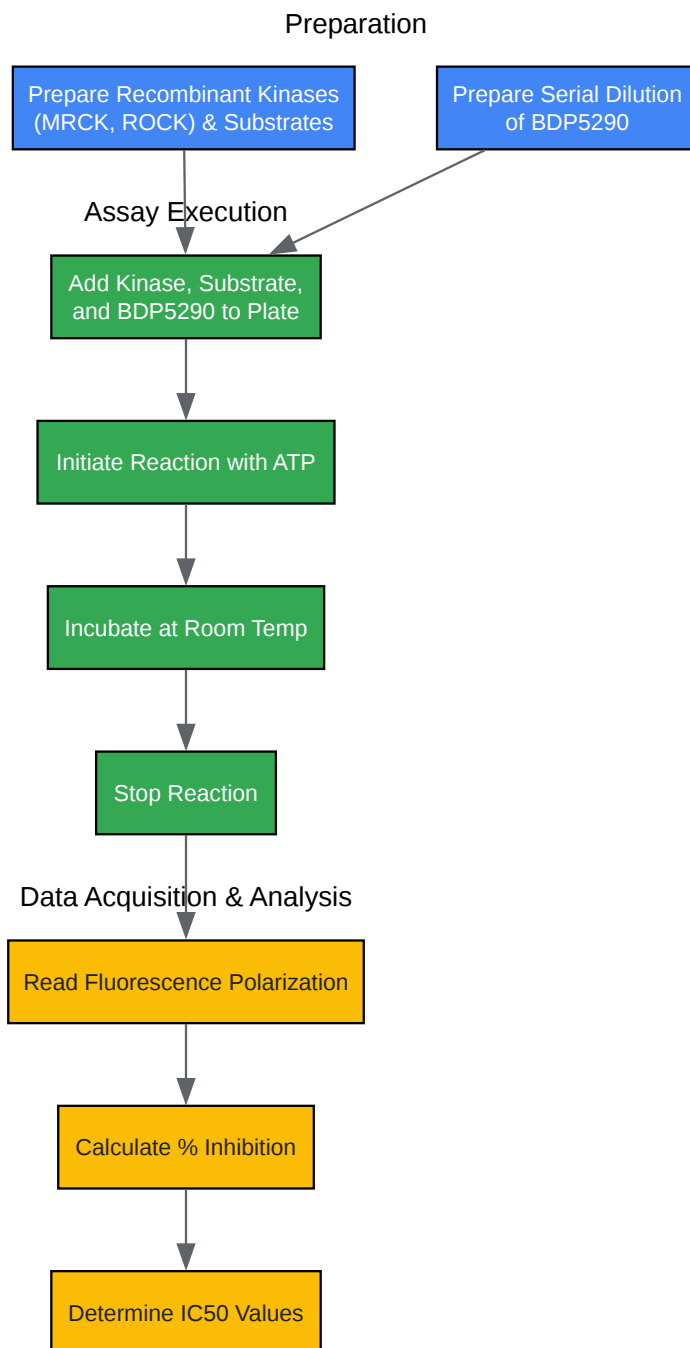 Preparation
Prepare Recombinant Kinases
(MRCK, ROCK) & Substrates
Prepare Serial Dilution
of BDP5290
Assay Execution
Add Kinase, Substrate,
and BDP5290 to Plate
Initiate Reaction with ATP
Incubate at Room Temp
Stop Reaction
Data Acquisition & Analysis
Read Fluorescence Polarization
Calculate % Inhibition
Determine IC50 Values